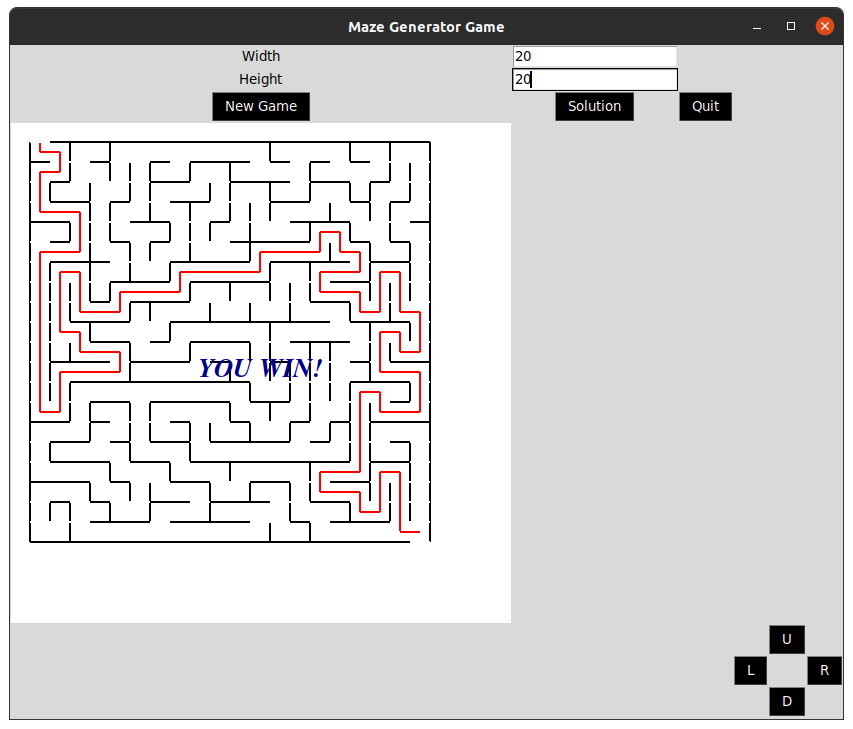 Maze Generator Game
Width 20
Height 20
New Game Solution Quit
YOU WIN!
U
L R
D